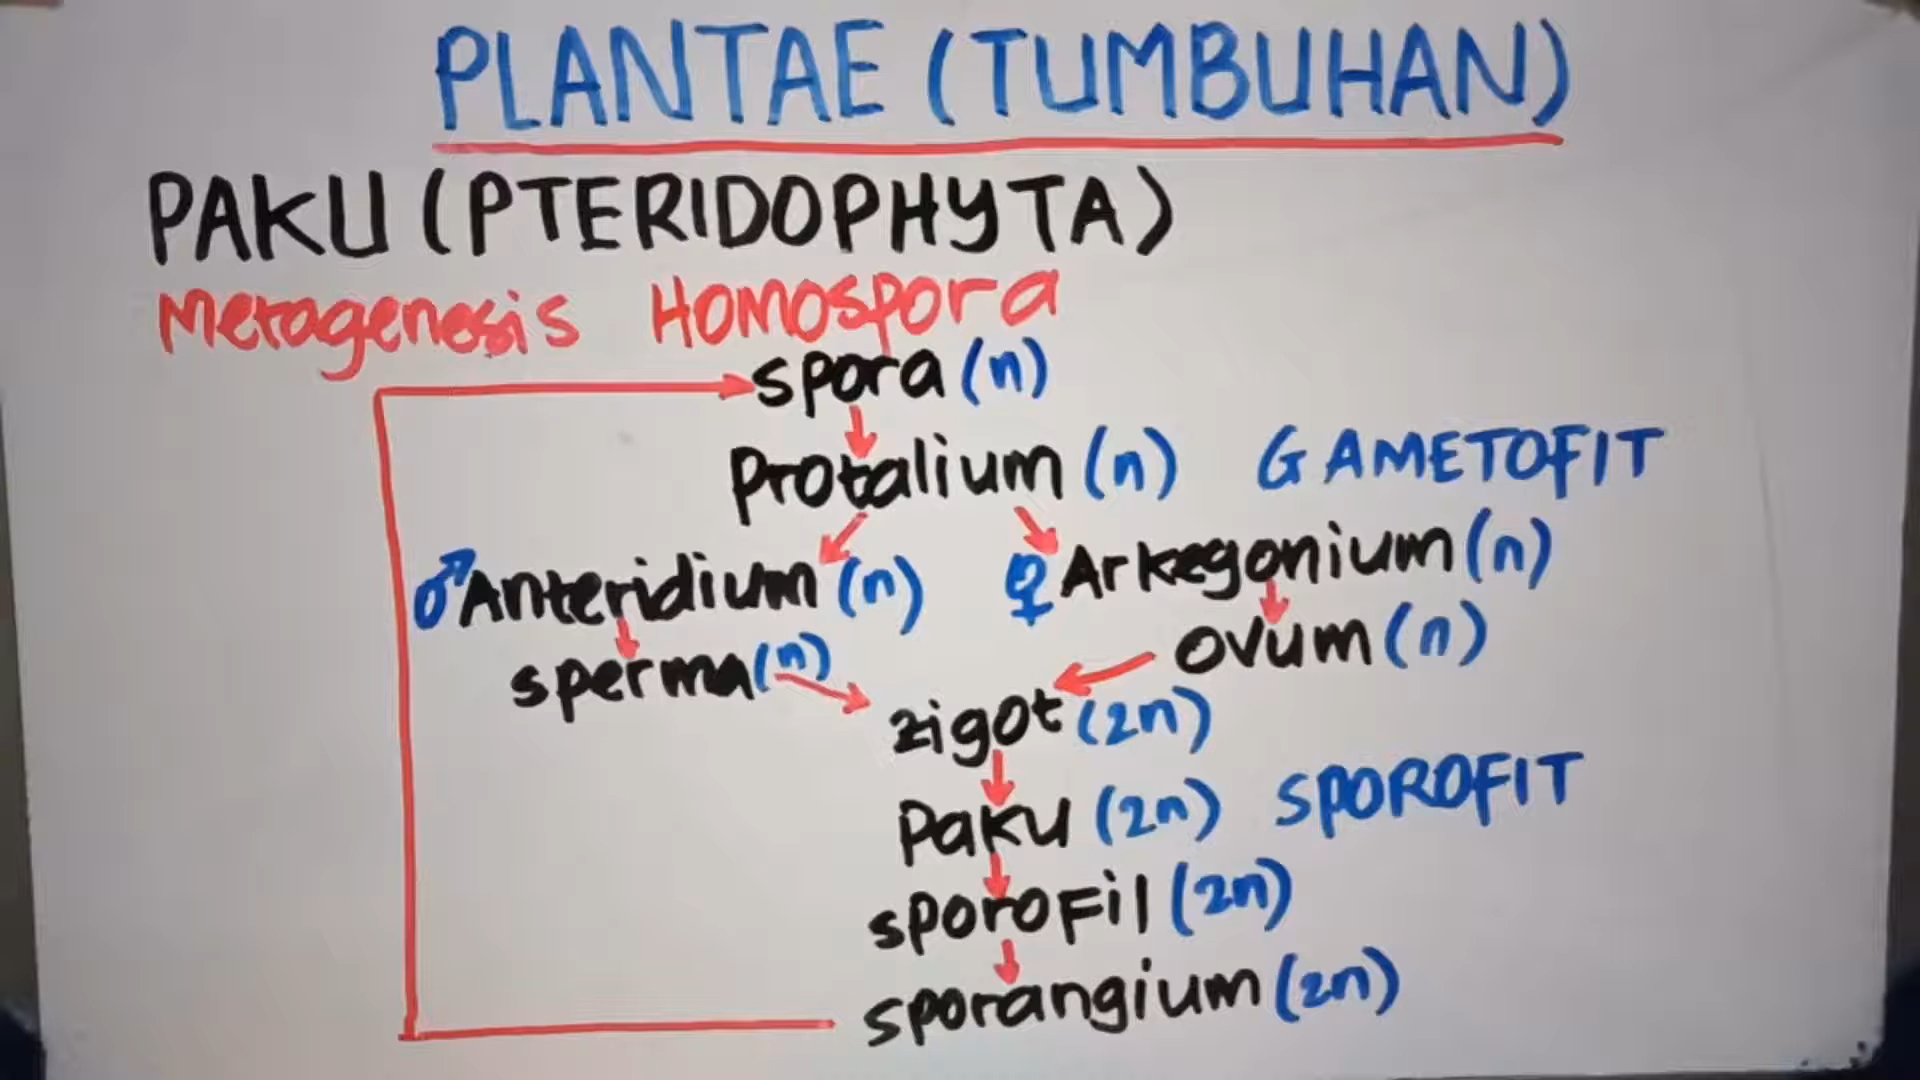 PLANTAE (TUMBUHAN)
PAKU (PTERIDOPHYTA)
Metagenesis Homospora
spora (n)
Protalium (n) GAMETOFIT
♂ Anteridium (n) ♀ Arkegonium (n)
sperma (n) ovum (n)
zigot (2n)
Paku (2n) SPOROFIT
sporofil (2n)
sporangium (2n)